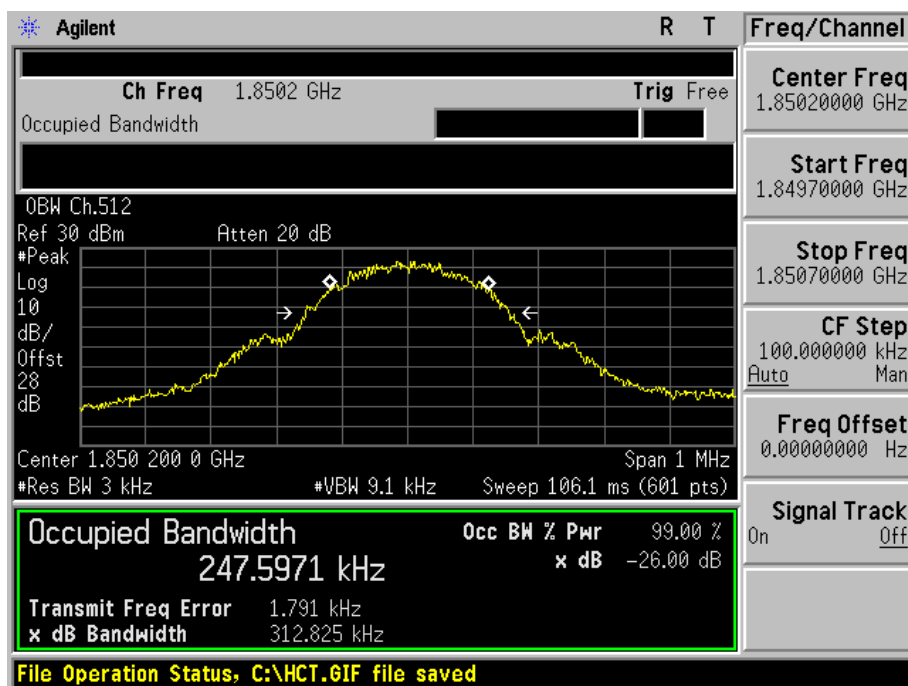 Agilent R T Freq/Channel
Ch Freq 1.8502 GHz Trig Free
Occupied Bandwidth
Center Freq
1.85020000 GHz
Start Freq
1.84970000 GHz
Stop Freq
1.85070000 GHz
CF Step
100.000000 kHz
Auto Man
Freq Offset
0.00000000 Hz
Signal Track
On Off
OBW Ch.512
Ref 30 dBm Atten 20 dB
#Peak
Log
10
dB/
Offst
28
dB
Center 1.850 200 0 GHz Span 1 MHz
#Res BW 3 kHz #VBW 9.1 kHz Sweep 106.1 ms (601 pts)
Occupied Bandwidth Occ BW % Pwr 99.00 %
247.5971 kHz x dB -26.00 dB
Transmit Freq Error 1.791 kHz
x dB Bandwidth 312.825 kHz
File Operation Status, C:\HCT.GIF file saved